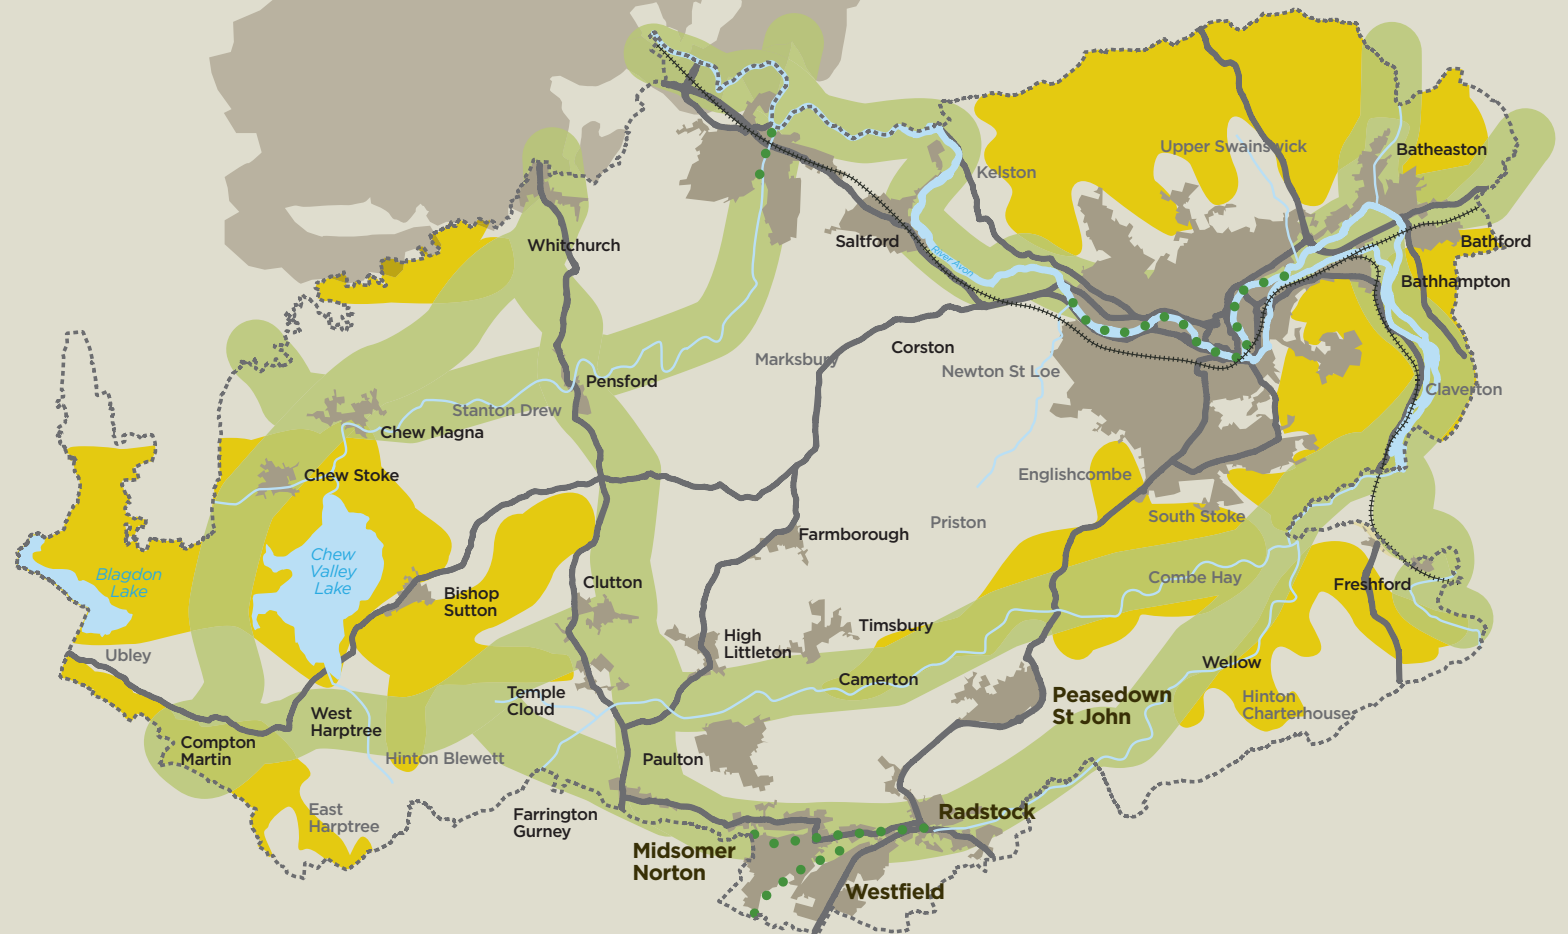 Upper Swainswick
Batheaston
Kelston
Whitchurch
Saltford
Bathford
River Avon
Bathhampton
Corston
Marksbury
Newton St Loe
Pensford
Claverton
Stanton Drew
Chew Magna
Chew Stoke
Englishcombe
South Stoke
Priston
Farmborough
Chew
Valley
Lake
Blagdon
Lake
Bishop
Sutton
Clutton
Combe Hay
Freshford
Timsbury
High
Littleton
Ubley
Wellow
Camerton
Temple
Cloud
Peasedown
St John
Hinton
Charterhouse
West
Harptree
Compton
Martin
Hinton Blewett
Paulton
East
Harptree
Farrington
Gurney
Radstock
Midsomer
Norton
Westfield